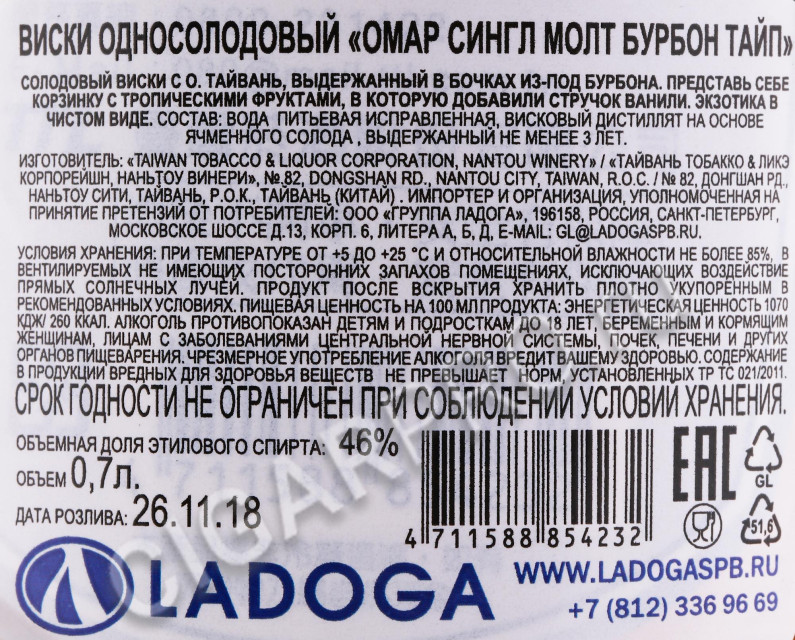 ВИСКИ ОДНОСОЛОДОВЫЙ «ОМАР СИНГЛ МОЛТ БУРБОН ТАЙП»
СОЛОДОВЫЙ ВИСКИ С О. ТАЙВАНЬ, ВЫДЕРЖАННЫЙ В БОЧКАХ ИЗ-ПОД БУРБОНА. ПРЕДСТАВЬ СЕБЕ
КОРЗИНКУ С ТРОПИЧЕСКИМИ ФРУКТАМИ, В КОТОРУЮ ДОБАВИЛИ СТРУЧОК ВАНИЛИ. ЭКЗОТИКА В
ЧИСТОМ ВИДЕ. СОСТАВ: ВОДА ПИТЬЕВАЯ ИСПРАВЛЕННАЯ, ВИСКОВЫЙ ДИСТИЛЛЯТ НА ОСНОВЕ
ЯЧМЕННОГО СОЛОДА , ВЫДЕРЖАННЫЙ НЕ МЕНЕЕ 3 ЛЕТ.
ИЗГОТОВИТЕЛЬ: «TAIWAN TOBACCO & LIQUOR CORPORATION, NANTOU WINERY» / «ТАЙВАНЬ ТОБАККО & ЛИКЭ
КОРПОРЕЙШН, НАНЬТОУ ВИНЕРИ», №82, DONGSHAN RD., NANTOU CITY, TAIWAN, R.O.C. / № 82, ДОНГШАН РД.,
НАНЬТОУ СИТИ, ТАЙВАНЬ, Р.О.К., ТАЙВАНЬ (КИТАЙ) . ИМПОРТЕР И ОРГАНИЗАЦИЯ, УПОЛНОМОЧЕННАЯ НА
ПРИНЯТИЕ ПРЕТЕНЗИЙ ОТ ПОТРЕБИТЕЛЕЙ: ООО «ГРУППА ЛАДОГА», 196158, РОССИЯ, САНКТ-ПЕТЕРБУРГ,
МОСКОВСКОЕ ШОССЕ Д.13, КОРП. 6, ЛИТЕРА А, Б, Д, E-MAIL: GL@LADOGASPB.RU.
УСЛОВИЯ ХРАНЕНИЯ: ПРИ ТЕМПЕРАТУРЕ ОТ +5 ДО +25 °С И ОТНОСИТЕЛЬНОЙ ВЛАЖНОСТИ НЕ БОЛЕЕ 85%, В
ВЕНТИЛИРУЕМЫХ НЕ ИМЕЮЩИХ ПОСТОРОННИХ ЗАПАХОВ ПОМЕЩЕНИЯХ, ИСКЛЮЧАЮЩИХ ВОЗДЕЙСТВИЕ
ПРЯМЫХ СОЛНЕЧНЫХ ЛУЧЕЙ. ПРОДУКТ ПОСЛЕ ВСКРЫТИЯ ХРАНИТЬ ПЛОТНО УКУПОРЕННЫМ В
РЕКОМЕНДОВАННЫХ УСЛОВИЯХ. ПИЩЕВАЯ ЦЕННОСТЬ НА 100 МЛ ПРОДУКТА: ЭНЕРГЕТИЧЕСКАЯ ЦЕННОСТЬ 1070
КДЖ/ 260 ККАЛ. АЛКОГОЛЬ ПРОТИВОПОКАЗАН ДЕТЯМ И ПОДРОСТКАМ ДО 18 ЛЕТ, БЕРЕМЕННЫМ И КОРМЯЩИМ
ЖЕНЩИНАМ, ЛИЦАМ С ЗАБОЛЕВАНИЯМИ ЦЕНТРАЛЬНОЙ НЕРВНОЙ СИСТЕМЫ, ПОЧЕК, ПЕЧЕНИ И ДРУГИХ
ОРГАНОВ ПИЩЕВАРЕНИЯ. ЧРЕЗМЕРНОЕ УПОТРЕБЛЕНИЕ АЛКОГОЛЯ ВРЕДИТ ВАШЕМУ ЗДОРОВЬЮ. СОДЕРЖАНИЕ
В ПРОДУКЦИИ ВРЕДНЫХ ДЛЯ ЗДОРОВЬЯ ВЕЩЕСТВ НЕ ПРЕВЫШАЕТ НОРМ, УСТАНОВЛЕННЫХ ТР ТС 021/2011.
СРОК ГОДНОСТИ НЕ ОГРАНИЧЕН ПРИ СОБЛЮДЕНИИ УСЛОВИЙ ХРАНЕНИЯ.
ОБЪЕМНАЯ ДОЛЯ ЭТИЛОВОГО СПИРТА: 46%
ОБЪЕМ 0,7л.
ДАТА РОЗЛИВА: 26.11.18
4 711588 854232
EAC
GL
51,6
LADOGA
WWW.LADOGASPB.RU
+7 (812) 336 96 69
CIGARPRO.ru